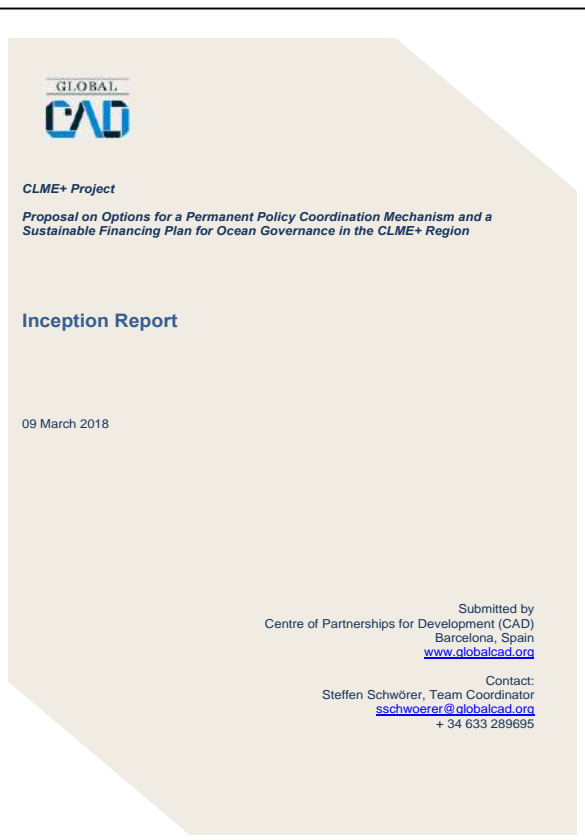 GLOBAL
CAD
CLME+ Project
Proposal on Options for a Permanent Policy Coordination Mechanism and a
Sustainable Financing Plan for Ocean Governance in the CLME+ Region
Inception Report
09 March 2018
Submitted by
Centre of Partnerships for Development (CAD)
Barcelona, Spain
www.globalcad.org
Contact:
Steffen Schwörer, Team Coordinator
sschwoerer@globalcad.org
+ 34 633 289695